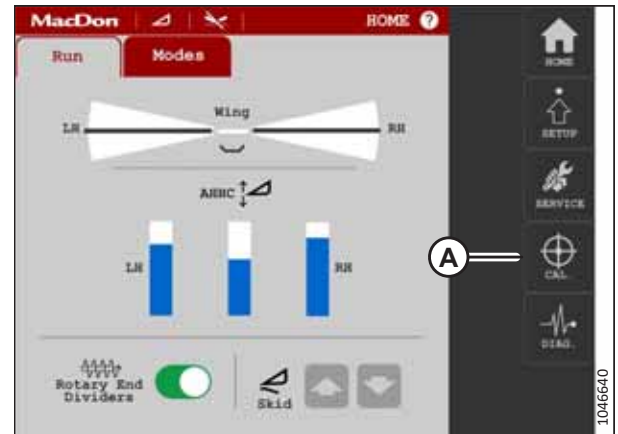 MacDon HOME ?
Run Modes
HOME
Wing
LH RH
SETUP
AHHC
SERVICE
LH RH
A
CAL.
DIAG.
Rotary End
Dividers
Skid
1046640